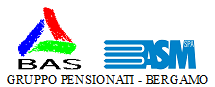 BAS
ASM SPA
GRUPPO PENSIONATI - BERGAMO